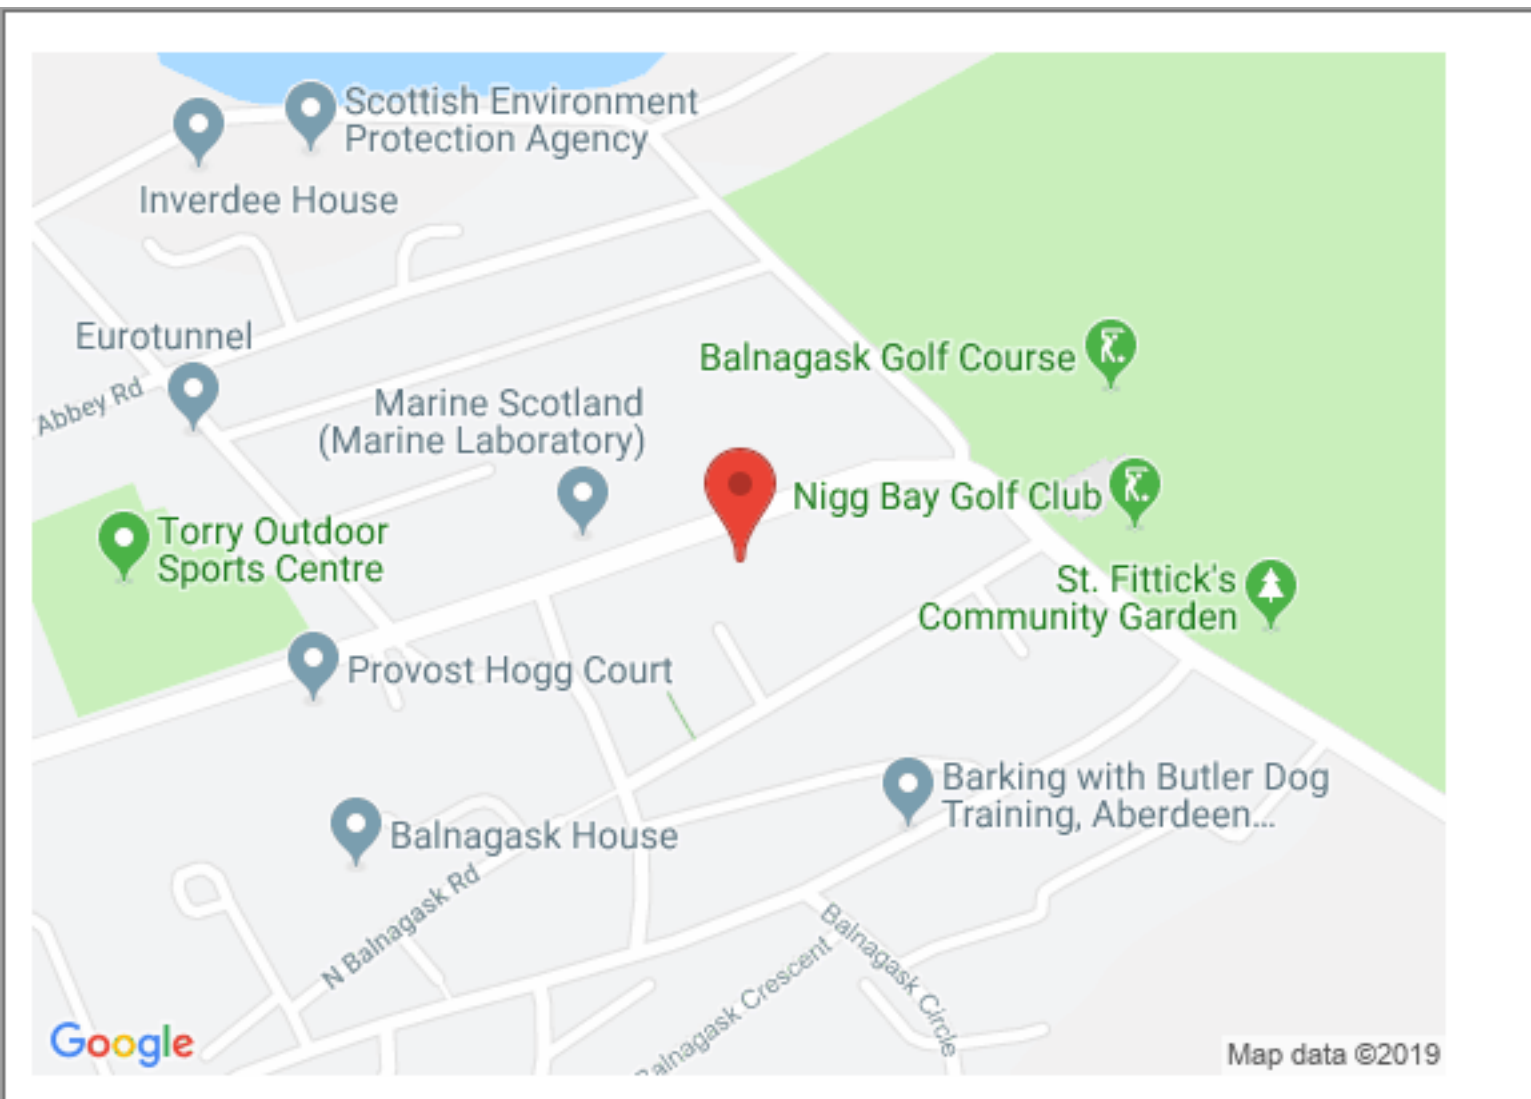 Scottish Environment
Protection Agency
Inverdee House
Eurotunnel
Abbey Rd
Marine Scotland
(Marine Laboratory)
Balnagask Golf Course
Nigg Bay Golf Club
Torry Outdoor
Sports Centre
St. Fittick's
Community Garden
Provost Hogg Court
Barking with Butler Dog
Training, Aberdeen...
Balnagask House
N Balnagask Rd
Balnagask Crescent
Balnagask Circle
Google
Map data ©2019